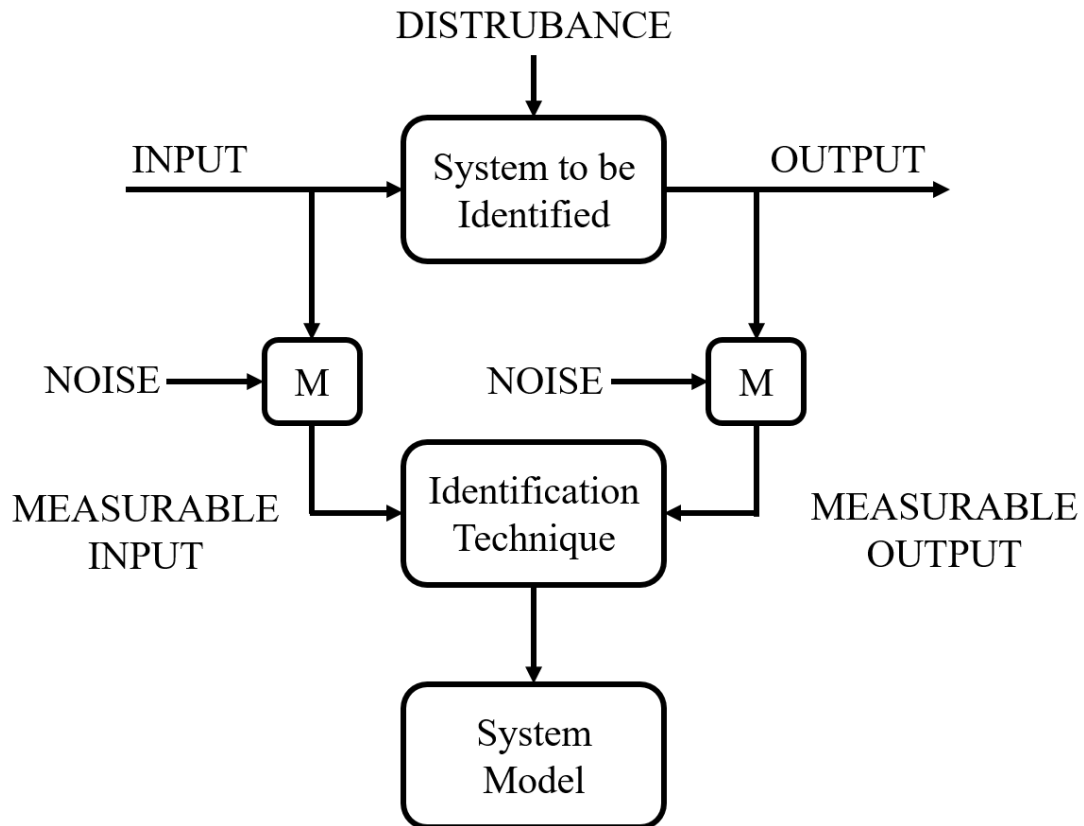 DISTRUBANCE
INPUT
System to be
Identified
OUTPUT
NOISE
M
NOISE
M
MEASURABLE
INPUT
Identification
Technique
MEASURABLE
OUTPUT
System
Model